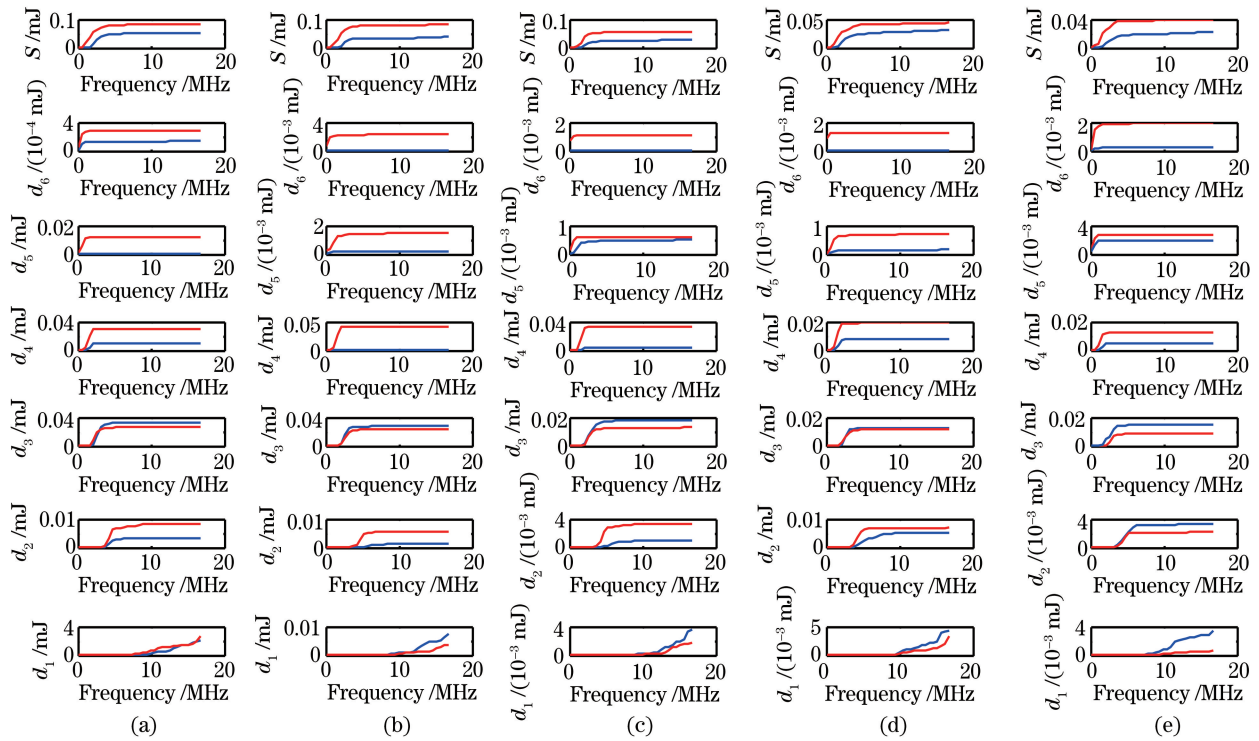 S /mJ 0.1 0 0 10 20 Frequency /MHz
S /mJ 0.1 0 0 10 20 Frequency /MHz
S /mJ 0.1 0 0 10 20 Frequency /MHz
S /mJ 0.05 0 0 10 20 Frequency /MHz
S /mJ 0.04 0 0 10 20 Frequency /MHz
d₆ /(10⁻⁴ mJ) 4 2 0 0 10 20 Frequency /MHz
d₆ /(10⁻³ mJ) 4 2 0 0 10 20 Frequency /MHz
d₆ /(10⁻³ mJ) 2 0 0 10 20 Frequency /MHz
d₆ /(10⁻³ mJ) 2 0 0 10 20 Frequency /MHz
d₆ /(10⁻³ mJ) 2 0 0 10 20 Frequency /MHz
d₅ /mJ 0.02 0 0 10 20 Frequency /MHz
d₅ /(10⁻³ mJ) 2 0 0 10 20 Frequency /MHz
d₅ /(10⁻³ mJ) 1 0 0 10 20 Frequency /MHz
d₅ /(10⁻³ mJ) 1 0 0 10 20 Frequency /MHz
d₅ /(10⁻³ mJ) 4 2 0 0 10 20 Frequency /MHz
d₄ /mJ 0.04 0 0 10 20 Frequency /MHz
d₄ /mJ 0.05 0 0 10 20 Frequency /MHz
d₄ /mJ 0.04 0 0 10 20 Frequency /MHz
d₄ /mJ 0.02 0 0 10 20 Frequency /MHz
d₄ /mJ 0.02 0 0 10 20 Frequency /MHz
d₃ /mJ 0.04 0 0 10 20 Frequency /MHz
d₃ /mJ 0.04 0 0 10 20 Frequency /MHz
d₃ /mJ 0.02 0 0 10 20 Frequency /MHz
d₃ /mJ 0.02 0 0 10 20 Frequency /MHz
d₃ /mJ 0.02 0 0 10 20 Frequency /MHz
d₂ /mJ 0.01 0 0 10 20 Frequency /MHz
d₂ /mJ 0.01 0 0 10 20 Frequency /MHz
d₂ /(10⁻³ mJ) 4 2 0 0 10 20 Frequency /MHz
d₂ /mJ 0.01 0 0 10 20 Frequency /MHz
d₂ /(10⁻³ mJ) 4 2 0 0 10 20 Frequency /MHz
d₁ /mJ 4 2 0 0 10 20 Frequency /MHz
d₁ /mJ 0.01 0 0 10 20 Frequency /MHz
d₁ /(10⁻³ mJ) 4 2 0 0 10 20 Frequency /MHz
d₁ /(10⁻³ mJ) 5 0 0 10 20 Frequency /MHz
d₁ /(10⁻³ mJ) 4 2 0 0 10 20 Frequency /MHz
(a) (b) (c) (d) (e)